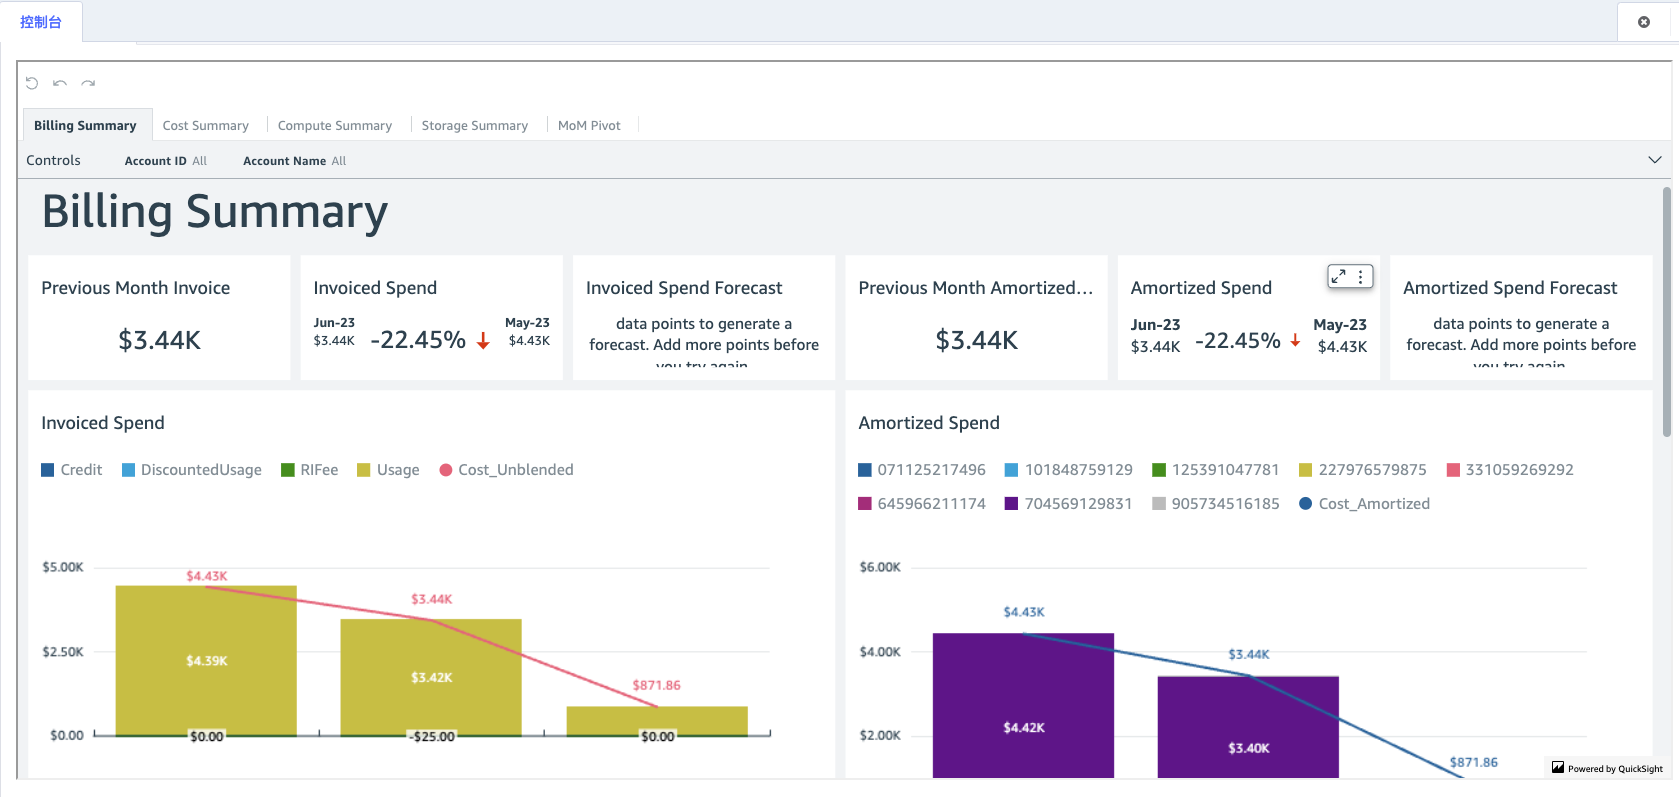 控制台
Billing Summary Cost Summary Compute Summary Storage Summary MoM Pivot
Controls Account ID All Account Name All
Billing Summary
Previous Month Invoice
$3.44K
Invoiced Spend
Jun-23 May-23
$3.44K -22.45% $4.43K
Invoiced Spend Forecast
data points to generate a
forecast. Add more points before
you try again
Previous Month Amortized...
$3.44K
Amortized Spend
Jun-23 May-23
$3.44K -22.45% $4.43K
Amortized Spend Forecast
data points to generate a
forecast. Add more points before
you try again
Invoiced Spend
Credit DiscountedUsage RIFee Usage Cost_Unblended
$5.00K
$2.50K
$0.00
$4.43K
$3.44K
$871.86
$4.39K
$3.42K
$0.00 -$25.00 $0.00
Amortized Spend
071125217496 101848759129 125391047781 227976579875 331059269292
645966211174 704569129831 905734516185 Cost_Amortized
$6.00K
$4.00K
$2.00K
$4.43K
$3.44K
$871.86
$4.42K
$3.40K
Powered by QuickSight